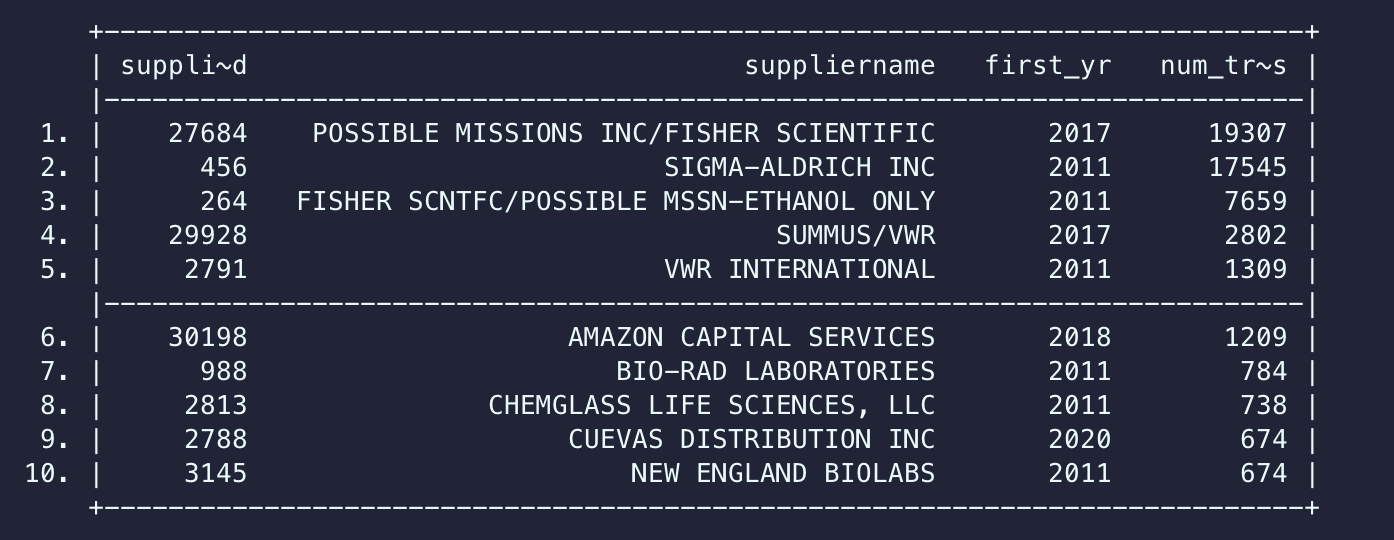 +---------------------------------------------------------------------------+
| suppli~d                               suppliername   first_yr   num_tr~s |
|---------------------------------------------------------------------------|
1. |    27684    POSSIBLE MISSIONS INC/FISHER SCIENTIFIC       2017      19307 |
2. |      456                          SIGMA-ALDRICH INC       2011      17545 |
3. |      264   FISHER SCNTFC/POSSIBLE MSSN-ETHANOL ONLY       2011       7659 |
4. |    29928                                 SUMMUS/VWR       2017       2802 |
5. |     2791                          VWR INTERNATIONAL       2011       1309 |
|---------------------------------------------------------------------------|
6. |    30198                    AMAZON CAPITAL SERVICES       2018       1209 |
7. |      988                       BIO-RAD LABORATORIES       2011        784 |
8. |     2813               CHEMGLASS LIFE SCIENCES, LLC       2011        738 |
9. |     2788                    CUEVAS DISTRIBUTION INC       2020        674 |
10. |     3145                        NEW ENGLAND BIOLABS       2011        674 |
+---------------------------------------------------------------------------+